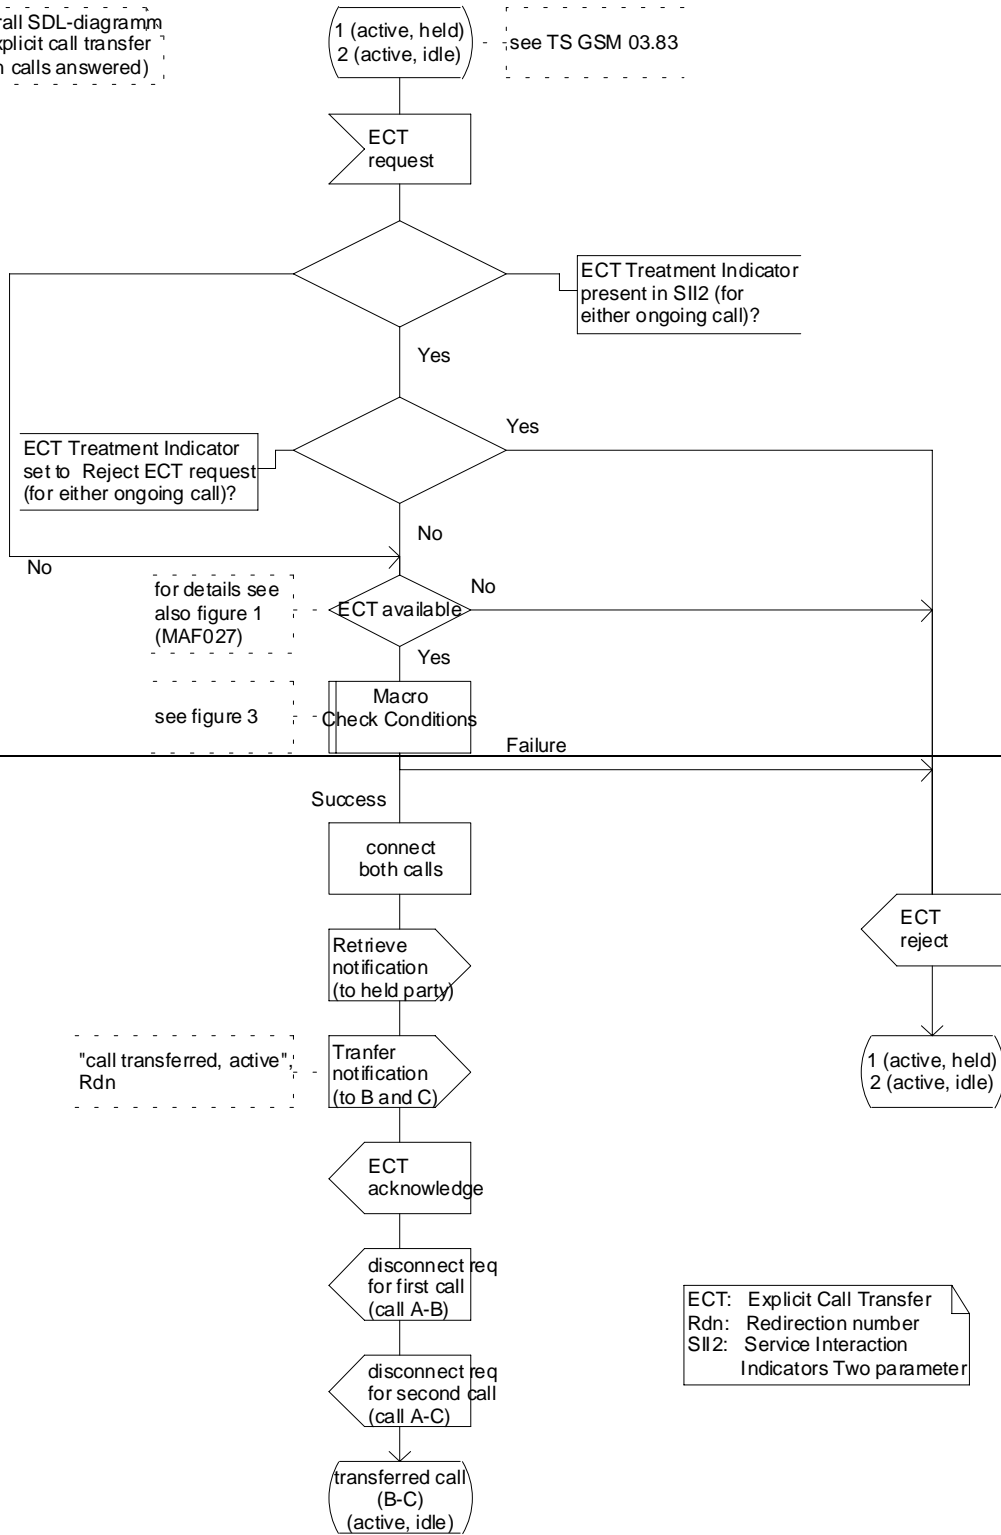 rall SDL-diagramm
xplicit call transfer
n calls answered)
1 (active, held)
2 (active, idle)
see TS GSM 03.83
ECT
request
ECT Treatment Indicator
present in SII2 (for
either ongoing call)?
Yes
ECT Treatment Indicator
set to Reject ECT request
(for either ongoing call)?
Yes
No
No
for details see
also figure 1
(MAF027)
ECT available
No
Yes
see figure 3
Macro
Check Conditions
Failure
Success
connect
both calls
ECT
reject
Retrieve
notification
(to held party)
"call transferred, active",
Rdn
Tranfer
notification
(to B and C)
1 (active, held)
2 (active, idle)
ECT
acknowledge
disconnect req
for first call
(call A-B)
ECT: Explicit Call Transfer
Rdn: Redirection number
SII2: Service Interaction
Indicators Two parameter
disconnect req
for second call
(call A-C)
transferred call
(B-C)
(active, idle)